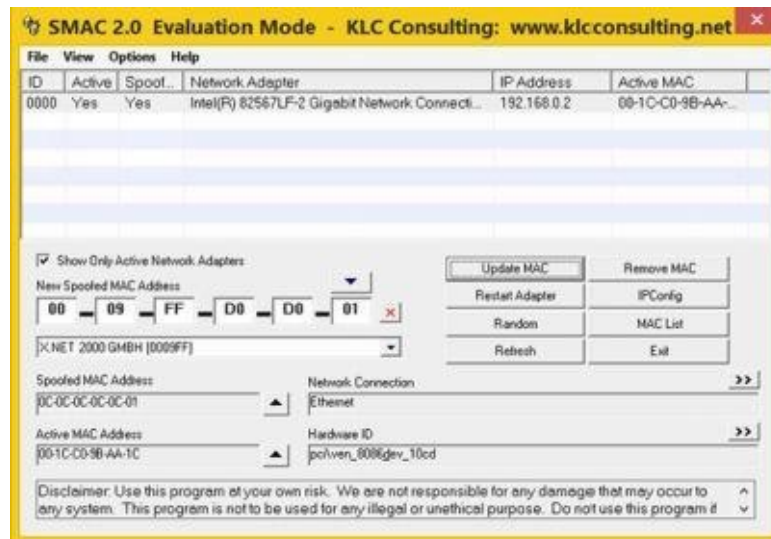 SMAC 2.0 Evaluation Mode - KLC Consulting: www.klcconsulting.net
File View Options Help
ID Active Spoof... Network Adapter IP Address Active MAC
0000 Yes Yes Intel(R) 82567LF-2 Gigabit Network Connecti... 192.168.0.2 00-1C-C0-9B-AA-...
Show Only Active Network Adapters
New Spoofed MAC Address
00 - 09 - FF - D0 - D0 - 01
X.NET 2000 GMBH [0009FF]
Update MAC Remove MAC
Restart Adapter IPConfig
Random MAC List
Refresh Exit
Spoofed MAC Address
0C-0C-0C-0C-0C-01
Network Connection
Ethernet
Active MAC Address
00-1C-C0-9B-AA-1C
Hardware ID
pci\ven_8086&dev_10cd
Disclaimer: Use this program at your own risk. We are not responsible for any damage that may occur to
any system. This program is not to be used for any illegal or unethical purpose. Do not use this program if